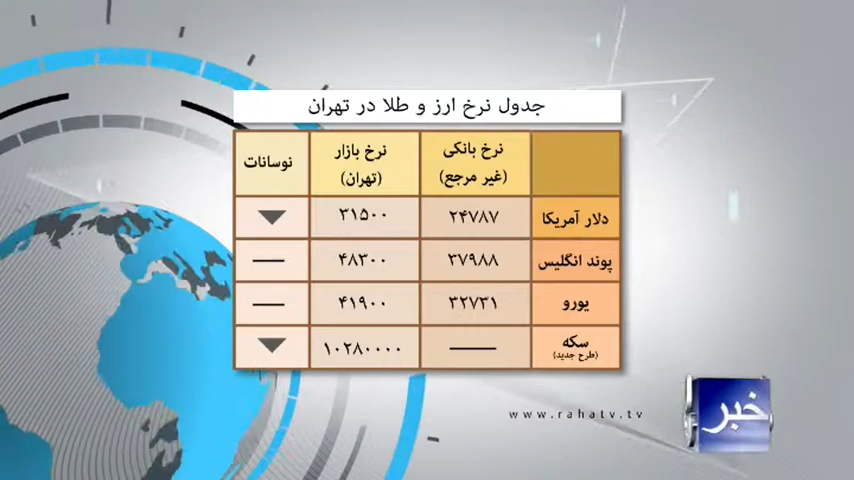 جدول نرخ ارز و طلا در تهران
نرخ بانکی (غیر مرجع) نرخ بازار (تهران) نوسانات
دلار آمریکا ۲۴۷۸۷ ۳۱۵۰۰
پوند انگلیس ۳۷۹۸۸ ۴۸۳۰۰ —
یورو ۳۲۷۳۱ ۴۱۹۰۰ —
سکه (طرح جدید) — ۱۰۲۸۰۰۰۰
www.rahatv.tv
خبر